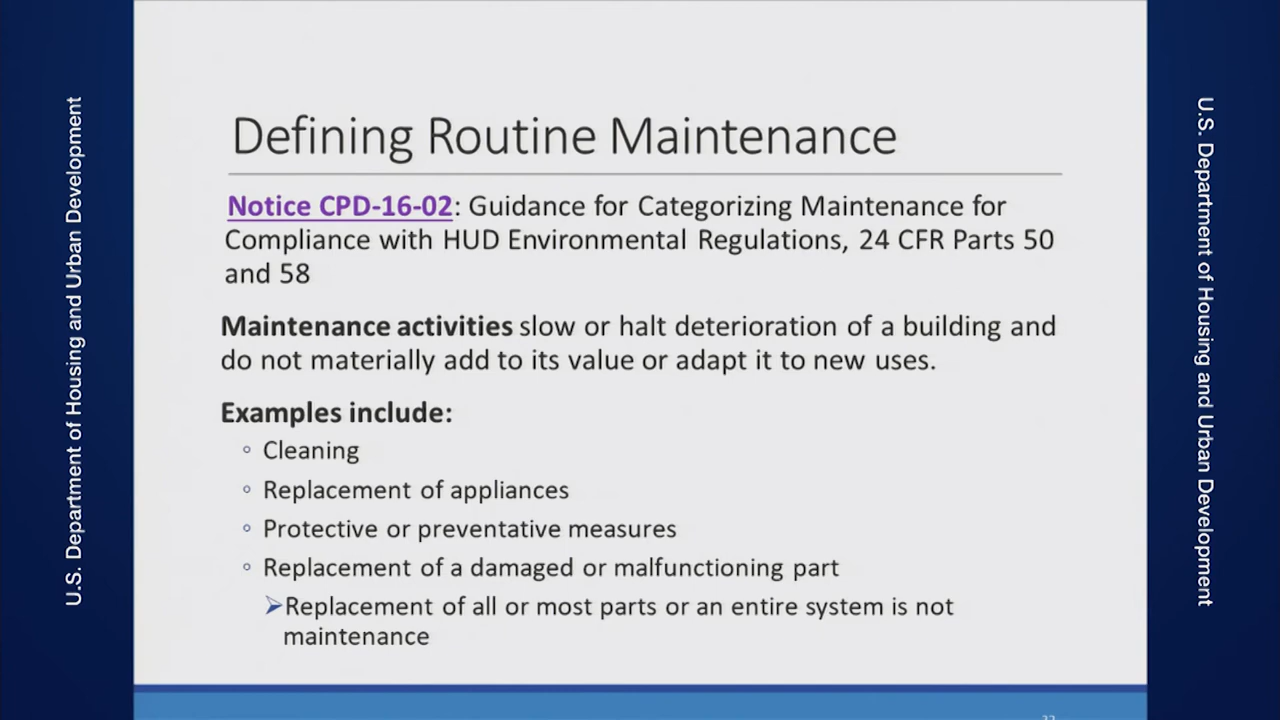 U.S. Department of Housing and Urban Development
Defining Routine Maintenance
Notice CPD-16-02: Guidance for Categorizing Maintenance for
Compliance with HUD Environmental Regulations, 24 CFR Parts 50
and 58
Maintenance activities slow or halt deterioration of a building and
do not materially add to its value or adapt it to new uses.
Examples include:
◦ Cleaning
◦ Replacement of appliances
◦ Protective or preventative measures
◦ Replacement of a damaged or malfunctioning part
➢Replacement of all or most parts or an entire system is not
maintenance
U.S. Department of Housing and Urban Development